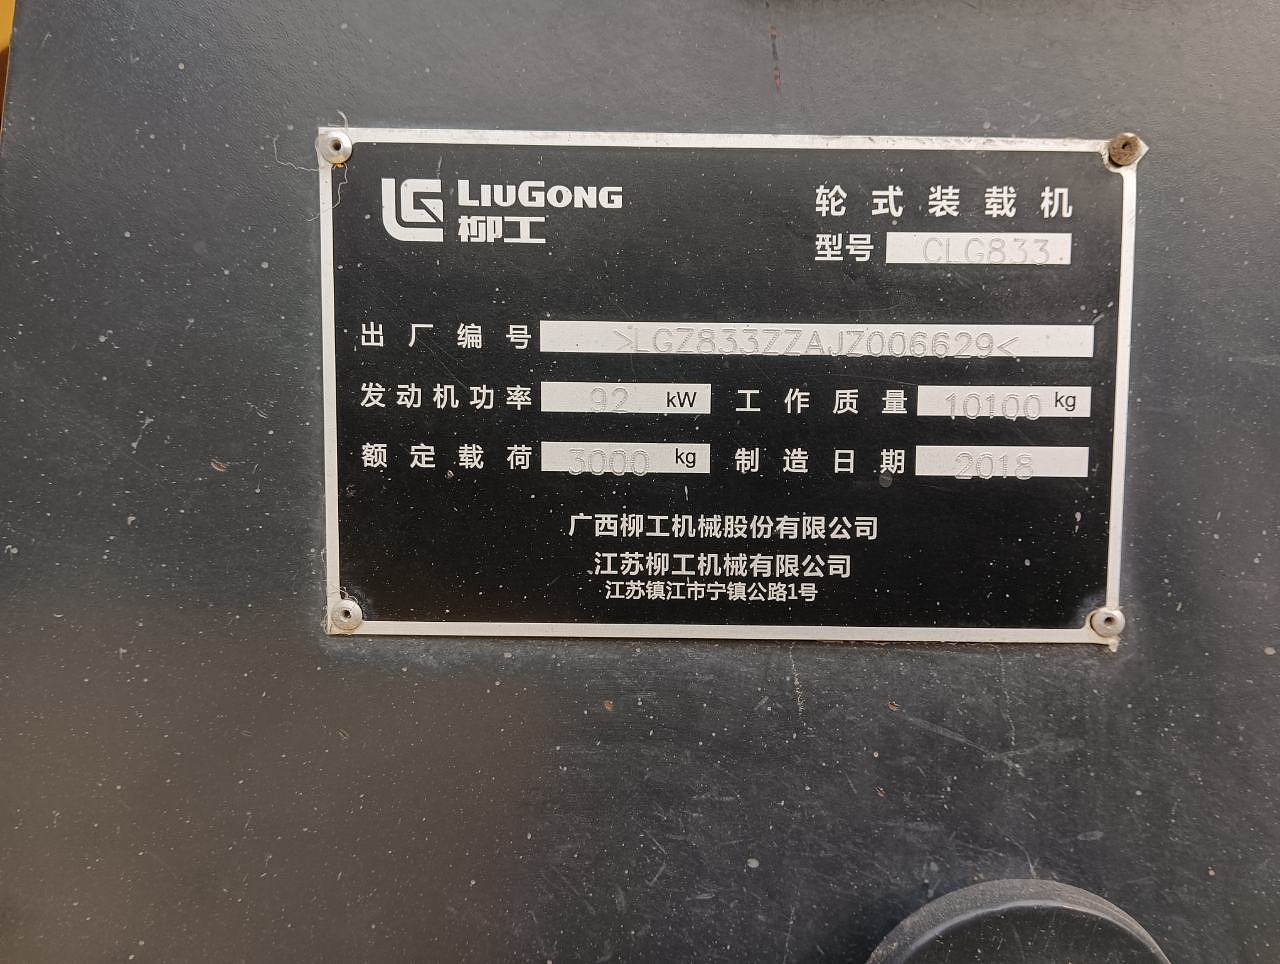 LG LIUGONG
柳工
轮式装载机
型号 CLG833
出厂编号 >LGZ833ZZAJZ006629<
发动机功率 92 kW 工作质量 10100 kg
额定载荷 3000 kg 制造日期 2018
广西柳工机械股份有限公司
江苏柳工机械有限公司
江苏镇江市宁镇公路1号